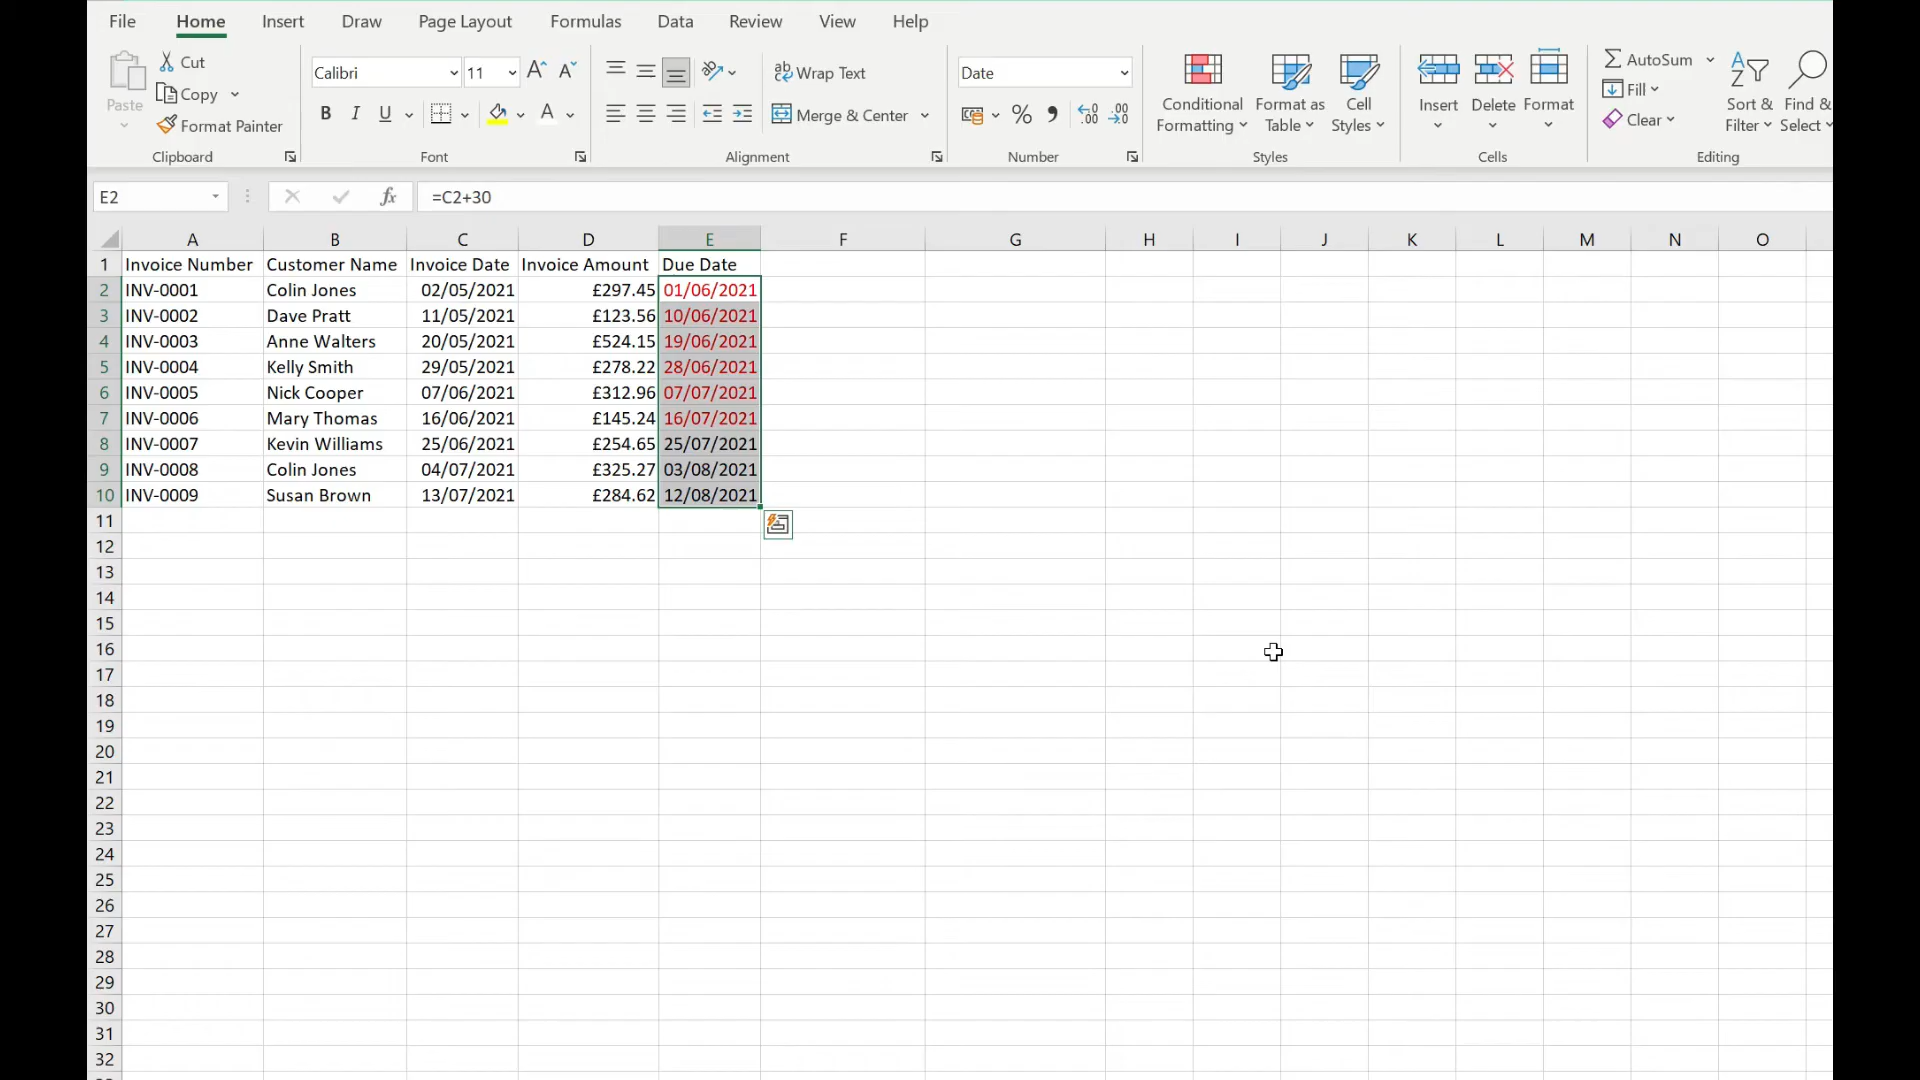 File Home Insert Draw Page Layout Formulas Data Review View Help
Paste
Cut
Copy
Format Painter
Clipboard
Calibri 11 A A
B I U A
Font
ab Wrap Text
Merge & Center
Alignment
Date
% 9 .00 .00
Number
Conditional Formatting
Format as Table
Cell Styles
Styles
Insert Delete Format
Cells
AutoSum
Fill
Clear
Sort & Filter
Find & Select
Editing
E2 fx =C2+30
A B C D E F G H I J K L M N O
1 Invoice Number Customer Name Invoice Date Invoice Amount Due Date
2 INV-0001 Colin Jones 02/05/2021 £297.45 01/06/2021
3 INV-0002 Dave Pratt 11/05/2021 £123.56 10/06/2021
4 INV-0003 Anne Walters 20/05/2021 £524.15 19/06/2021
5 INV-0004 Kelly Smith 29/05/2021 £278.22 28/06/2021
6 INV-0005 Nick Cooper 07/06/2021 £312.96 07/07/2021
7 INV-0006 Mary Thomas 16/06/2021 £145.24 16/07/2021
8 INV-0007 Kevin Williams 25/06/2021 £254.65 25/07/2021
9 INV-0008 Colin Jones 04/07/2021 £325.27 03/08/2021
10 INV-0009 Susan Brown 13/07/2021 £284.62 12/08/2021
11
12
13
14
15
16
17
18
19
20
21
22
23
24
25
26
27
28
29
30
31
32